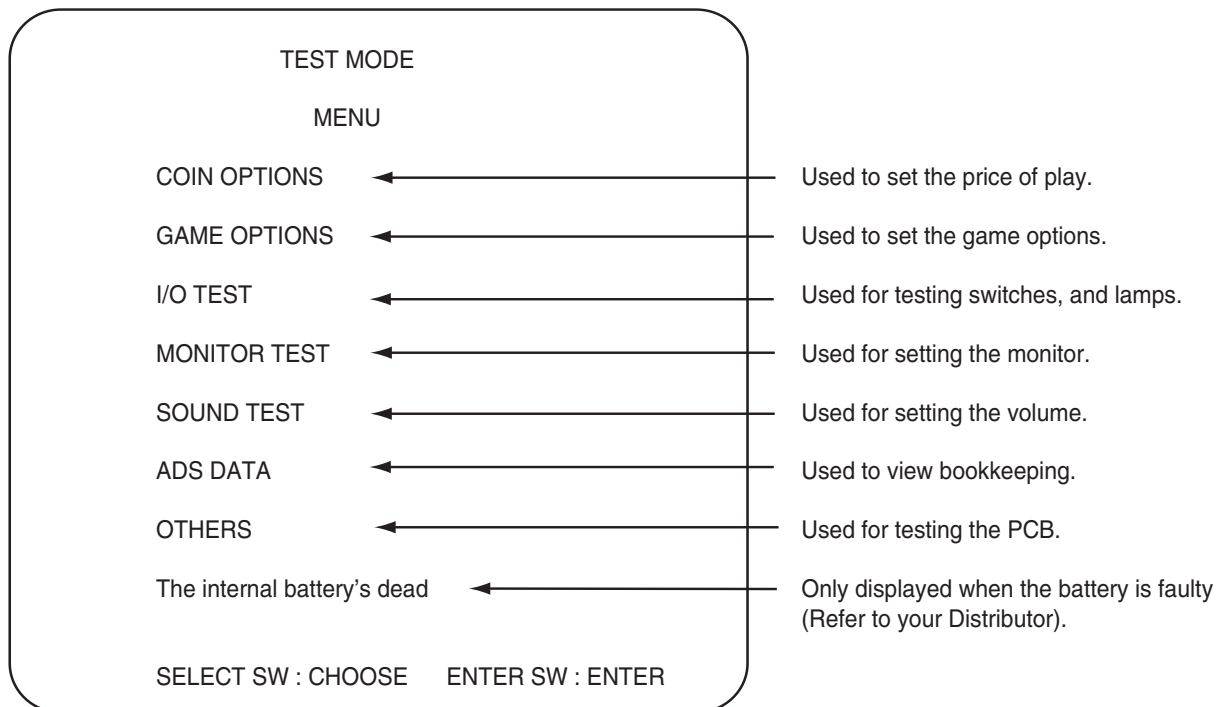 TEST MODE
MENU
COIN OPTIONS Used to set the price of play.
GAME OPTIONS Used to set the game options.
I/O TEST Used for testing switches, and lamps.
MONITOR TEST Used for setting the monitor.
SOUND TEST Used for setting the volume.
ADS DATA Used to view bookkeeping.
OTHERS Used for testing the PCB.
The internal battery's dead Only displayed when the battery is faulty
(Refer to your Distributor).
SELECT SW : CHOOSE ENTER SW : ENTER